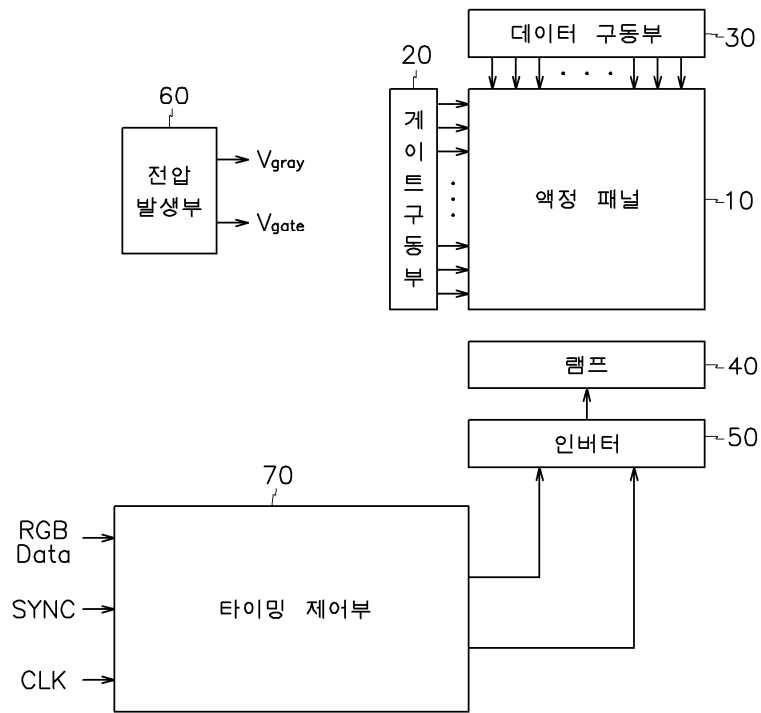 데이터 구동부
30
20
게
이
트
구
동
부
60
전압
발생부
Vgray
Vgate
액정 패널
10
램프
40
인버터
50
70
RGB
Data
SYNC
CLK
타이밍 제어부